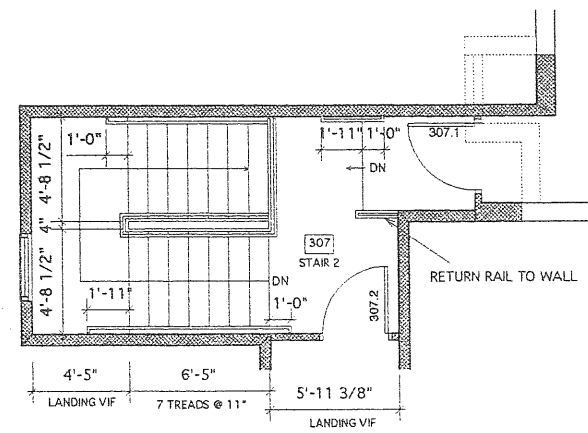 1'-0"
1'-11"
1'-0"
307.1
DN
4'-8 1/2"
4"
4'-8 1/2"
307
STAIR 2
RETURN RAIL TO WALL
DN
1'-11"
1'-0"
307.2
4'-5"
6'-5"
5'-11 3/8"
LANDING VIF
7 TREADS @ 11"
LANDING VIF